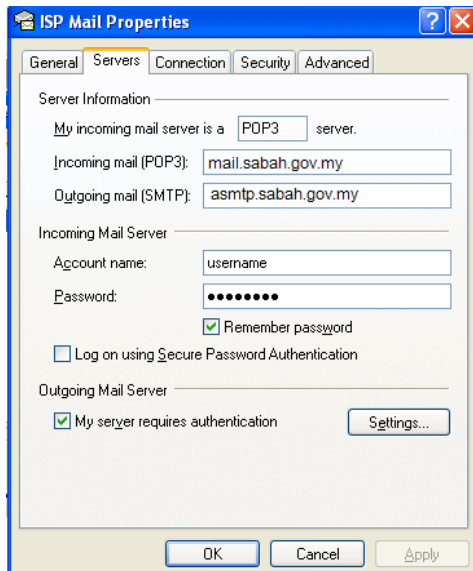 ISP Mail Properties
General Servers Connection Security Advanced
Server Information
My incoming mail server is a POP3 server.
Incoming mail (POP3): mail.sabah.gov.my
Outgoing mail (SMTP): asmtp.sabah.gov.my
Incoming Mail Server
Account name: username
Password: ●●●●●●●●
Remember password
Log on using Secure Password Authentication
Outgoing Mail Server
My server requires authentication Settings...
OK Cancel Apply